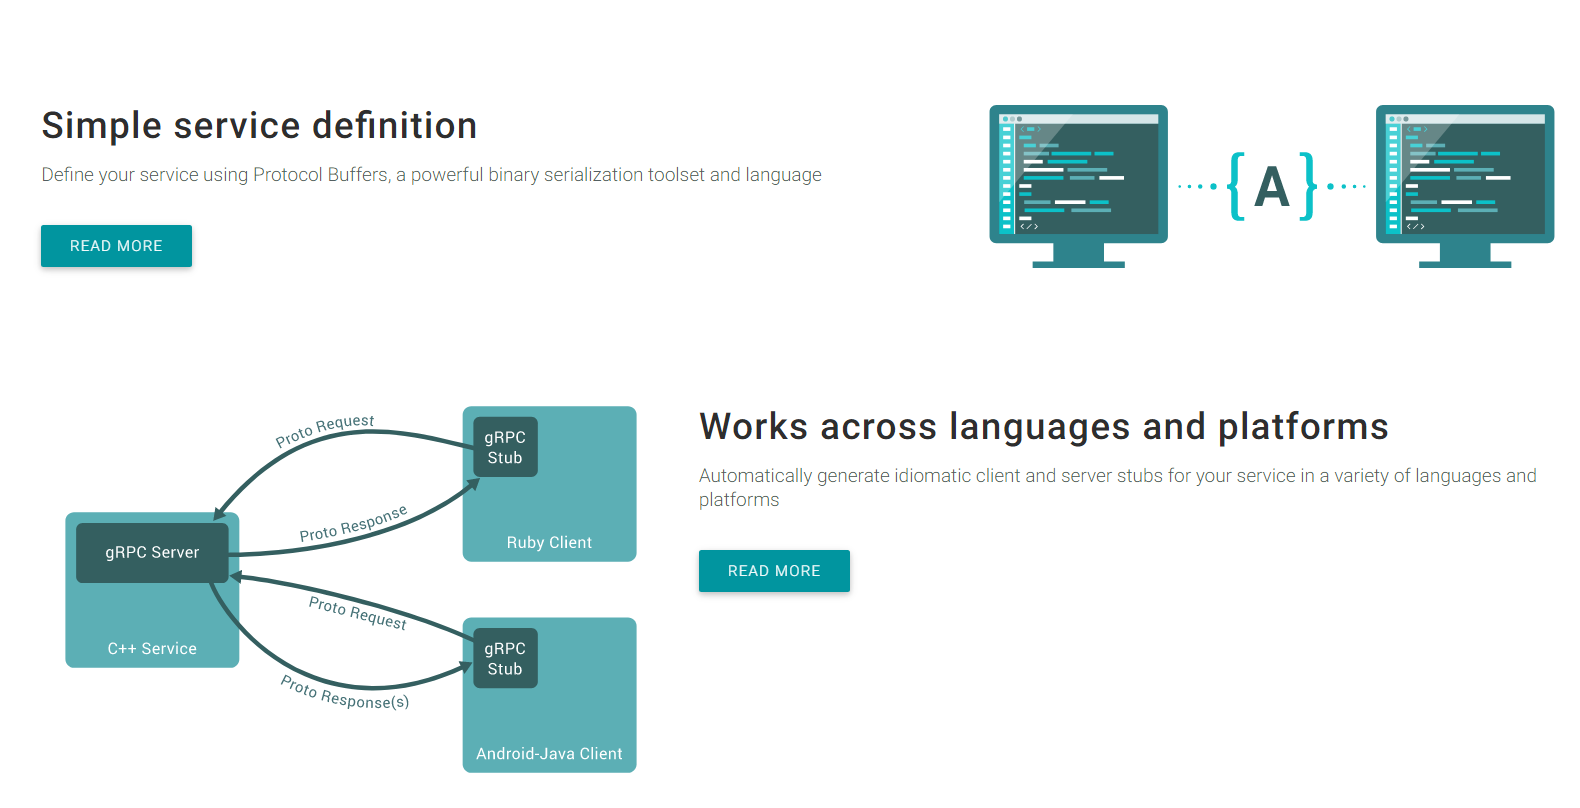 Simple service definition
Define your service using Protocol Buffers, a powerful binary serialization toolset and language
READ MORE
{A}
</>
</>
Proto Request
gRPC
Stub
Proto Response
Ruby Client
gRPC Server
C++ Service
Proto Request
gRPC
Stub
Proto Response(s)
Android-Java Client
Works across languages and platforms
Automatically generate idiomatic client and server stubs for your service in a variety of languages and
platforms
READ MORE